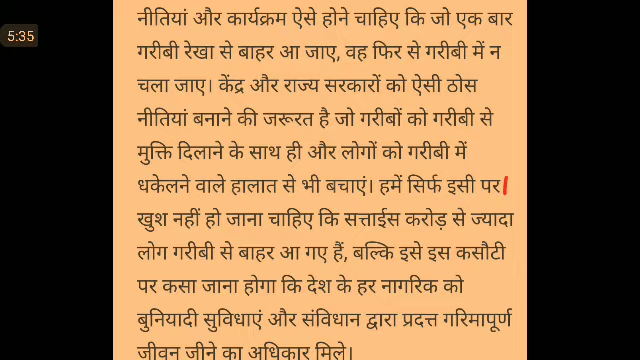 5:35
नीतियां और कार्यक्रम ऐसे होने चाहिए कि जो एक बार
गरीबी रेखा से बाहर आ जाए, वह फिर से गरीबी में न
चला जाए। केंद्र और राज्य सरकारों को ऐसी ठोस
नीतियां बनाने की जरूरत है जो गरीबों को गरीबी से
मुक्ति दिलाने के साथ ही और लोगों को गरीबी में
धकेलने वाले हालात से भी बचाएं। हमें सिर्फ इसी पर
खुश नहीं हो जाना चाहिए कि सत्ताईस करोड़ से ज्यादा
लोग गरीबी से बाहर आ गए हैं, बल्कि इसे इस कसौटी
पर कसा जाना होगा कि देश के हर नागरिक को
बुनियादी सुविधाएं और संविधान द्वारा प्रदत्त गरिमापूर्ण
जीवन जीने का अधिकार मिले।